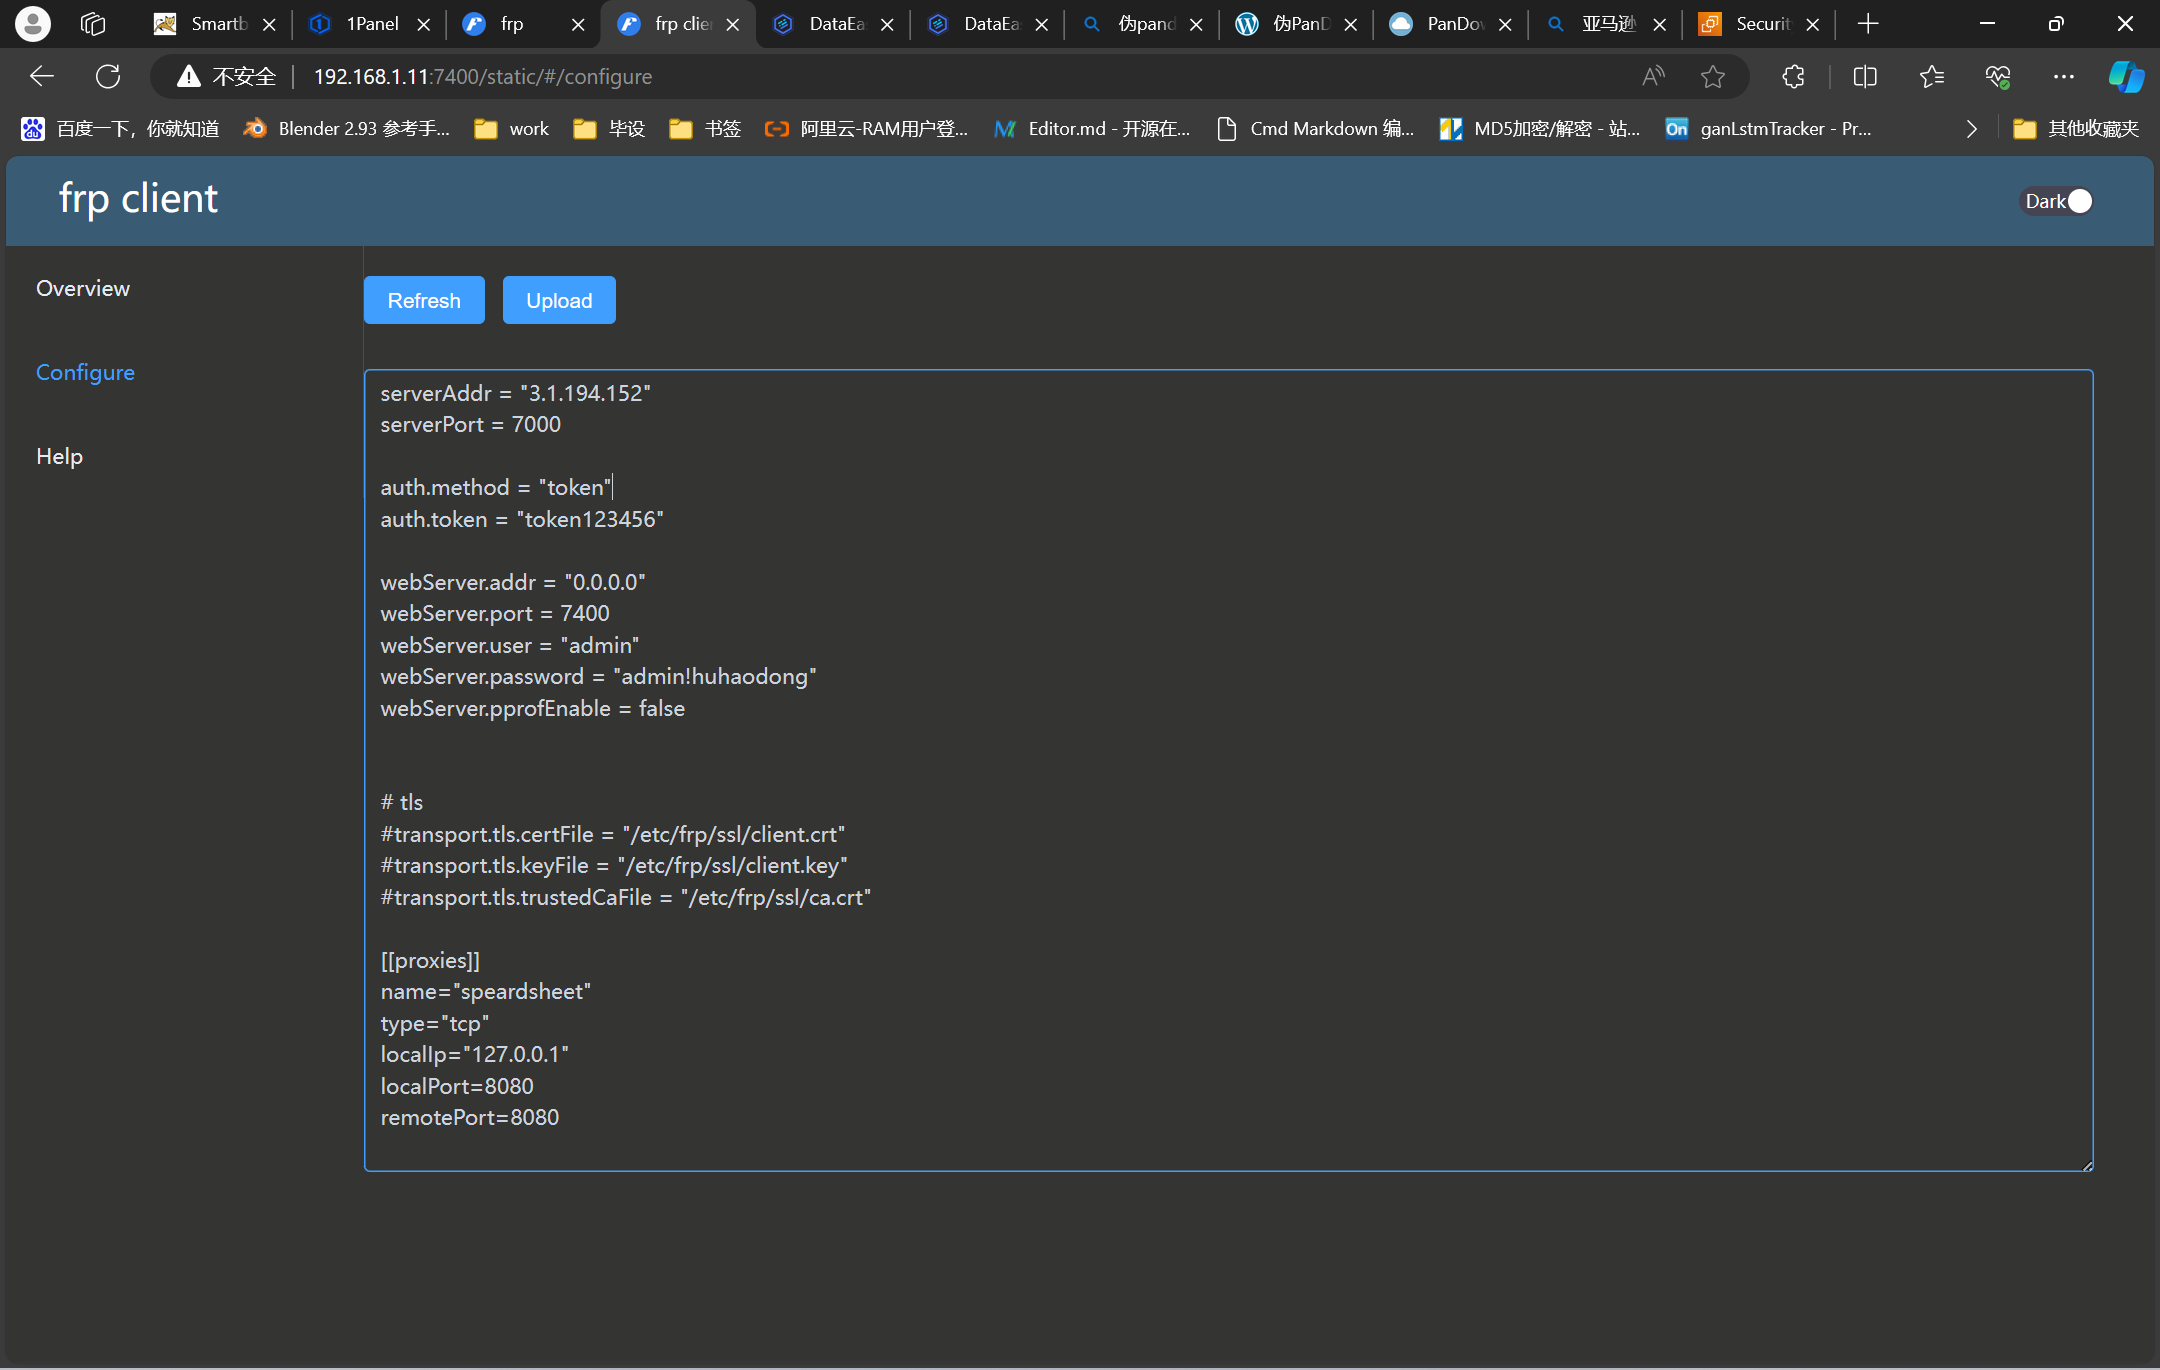 Smartb
1Panel
frp
frp clie
DataEa
DataEa
伪pand
伪PanD
PanDov
亚马逊
Securit
不安全
192.168.1.11:7400/static/#/configure
百度一下，你就知道
Blender 2.93 参考手...
work
毕设
书签
阿里云-RAM用户登...
Editor.md - 开源在...
Cmd Markdown 编...
MD5加密/解密 - 站...
ganLstmTracker - Pr...
其他收藏夹
frp client
Dark
Overview
Configure
Help
Refresh
Upload
serverAddr = "3.1.194.152"
serverPort = 7000
auth.method = "token"
auth.token = "token123456"
webServer.addr = "0.0.0.0"
webServer.port = 7400
webServer.user = "admin"
webServer.password = "admin!huhaodong"
webServer.pprofEnable = false
# tls
#transport.tls.certFile = "/etc/frp/ssl/client.crt"
#transport.tls.keyFile = "/etc/frp/ssl/client.key"
#transport.tls.trustedCaFile = "/etc/frp/ssl/ca.crt"
[[proxies]]
name="speardsheet"
type="tcp"
localIp="127.0.0.1"
localPort=8080
remotePort=8080